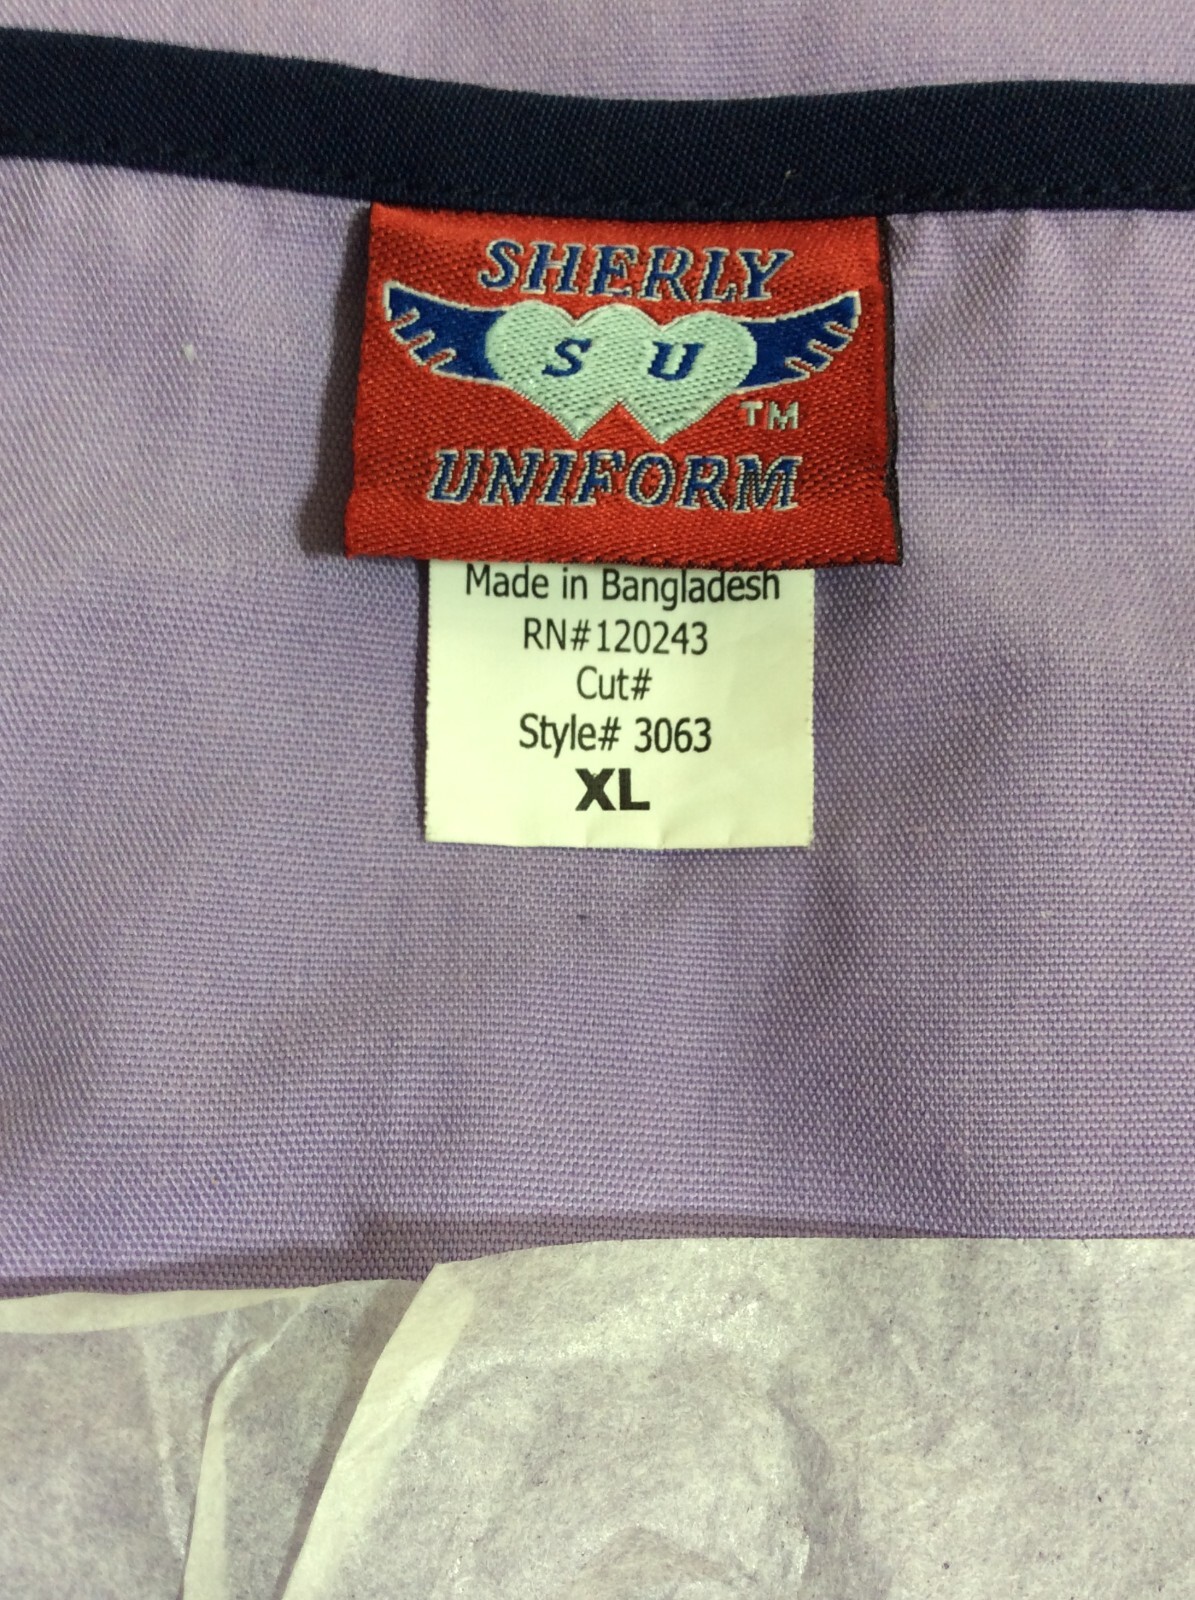 SHERLY
S U
TM
UNIFORM
Made in Bangladesh
RN#120243
Cut#
Style# 3063
XL